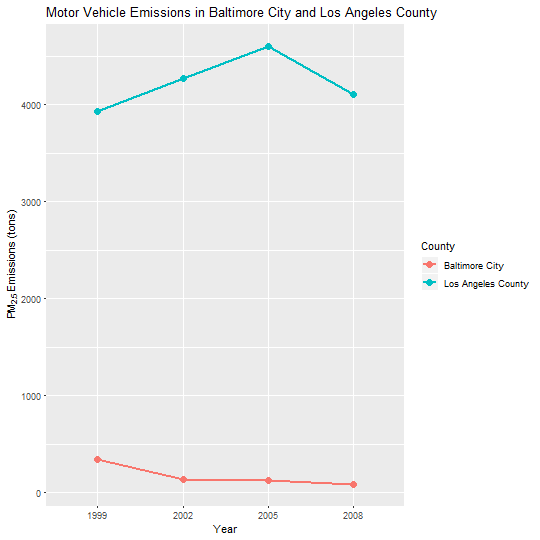 Motor Vehicle Emissions in Baltimore City and Los Angeles County
PM2.5 Emissions (tons)
4000
3000
2000
1000
0
1999 2002 2005 2008
Year
County
Baltimore City
Los Angeles County